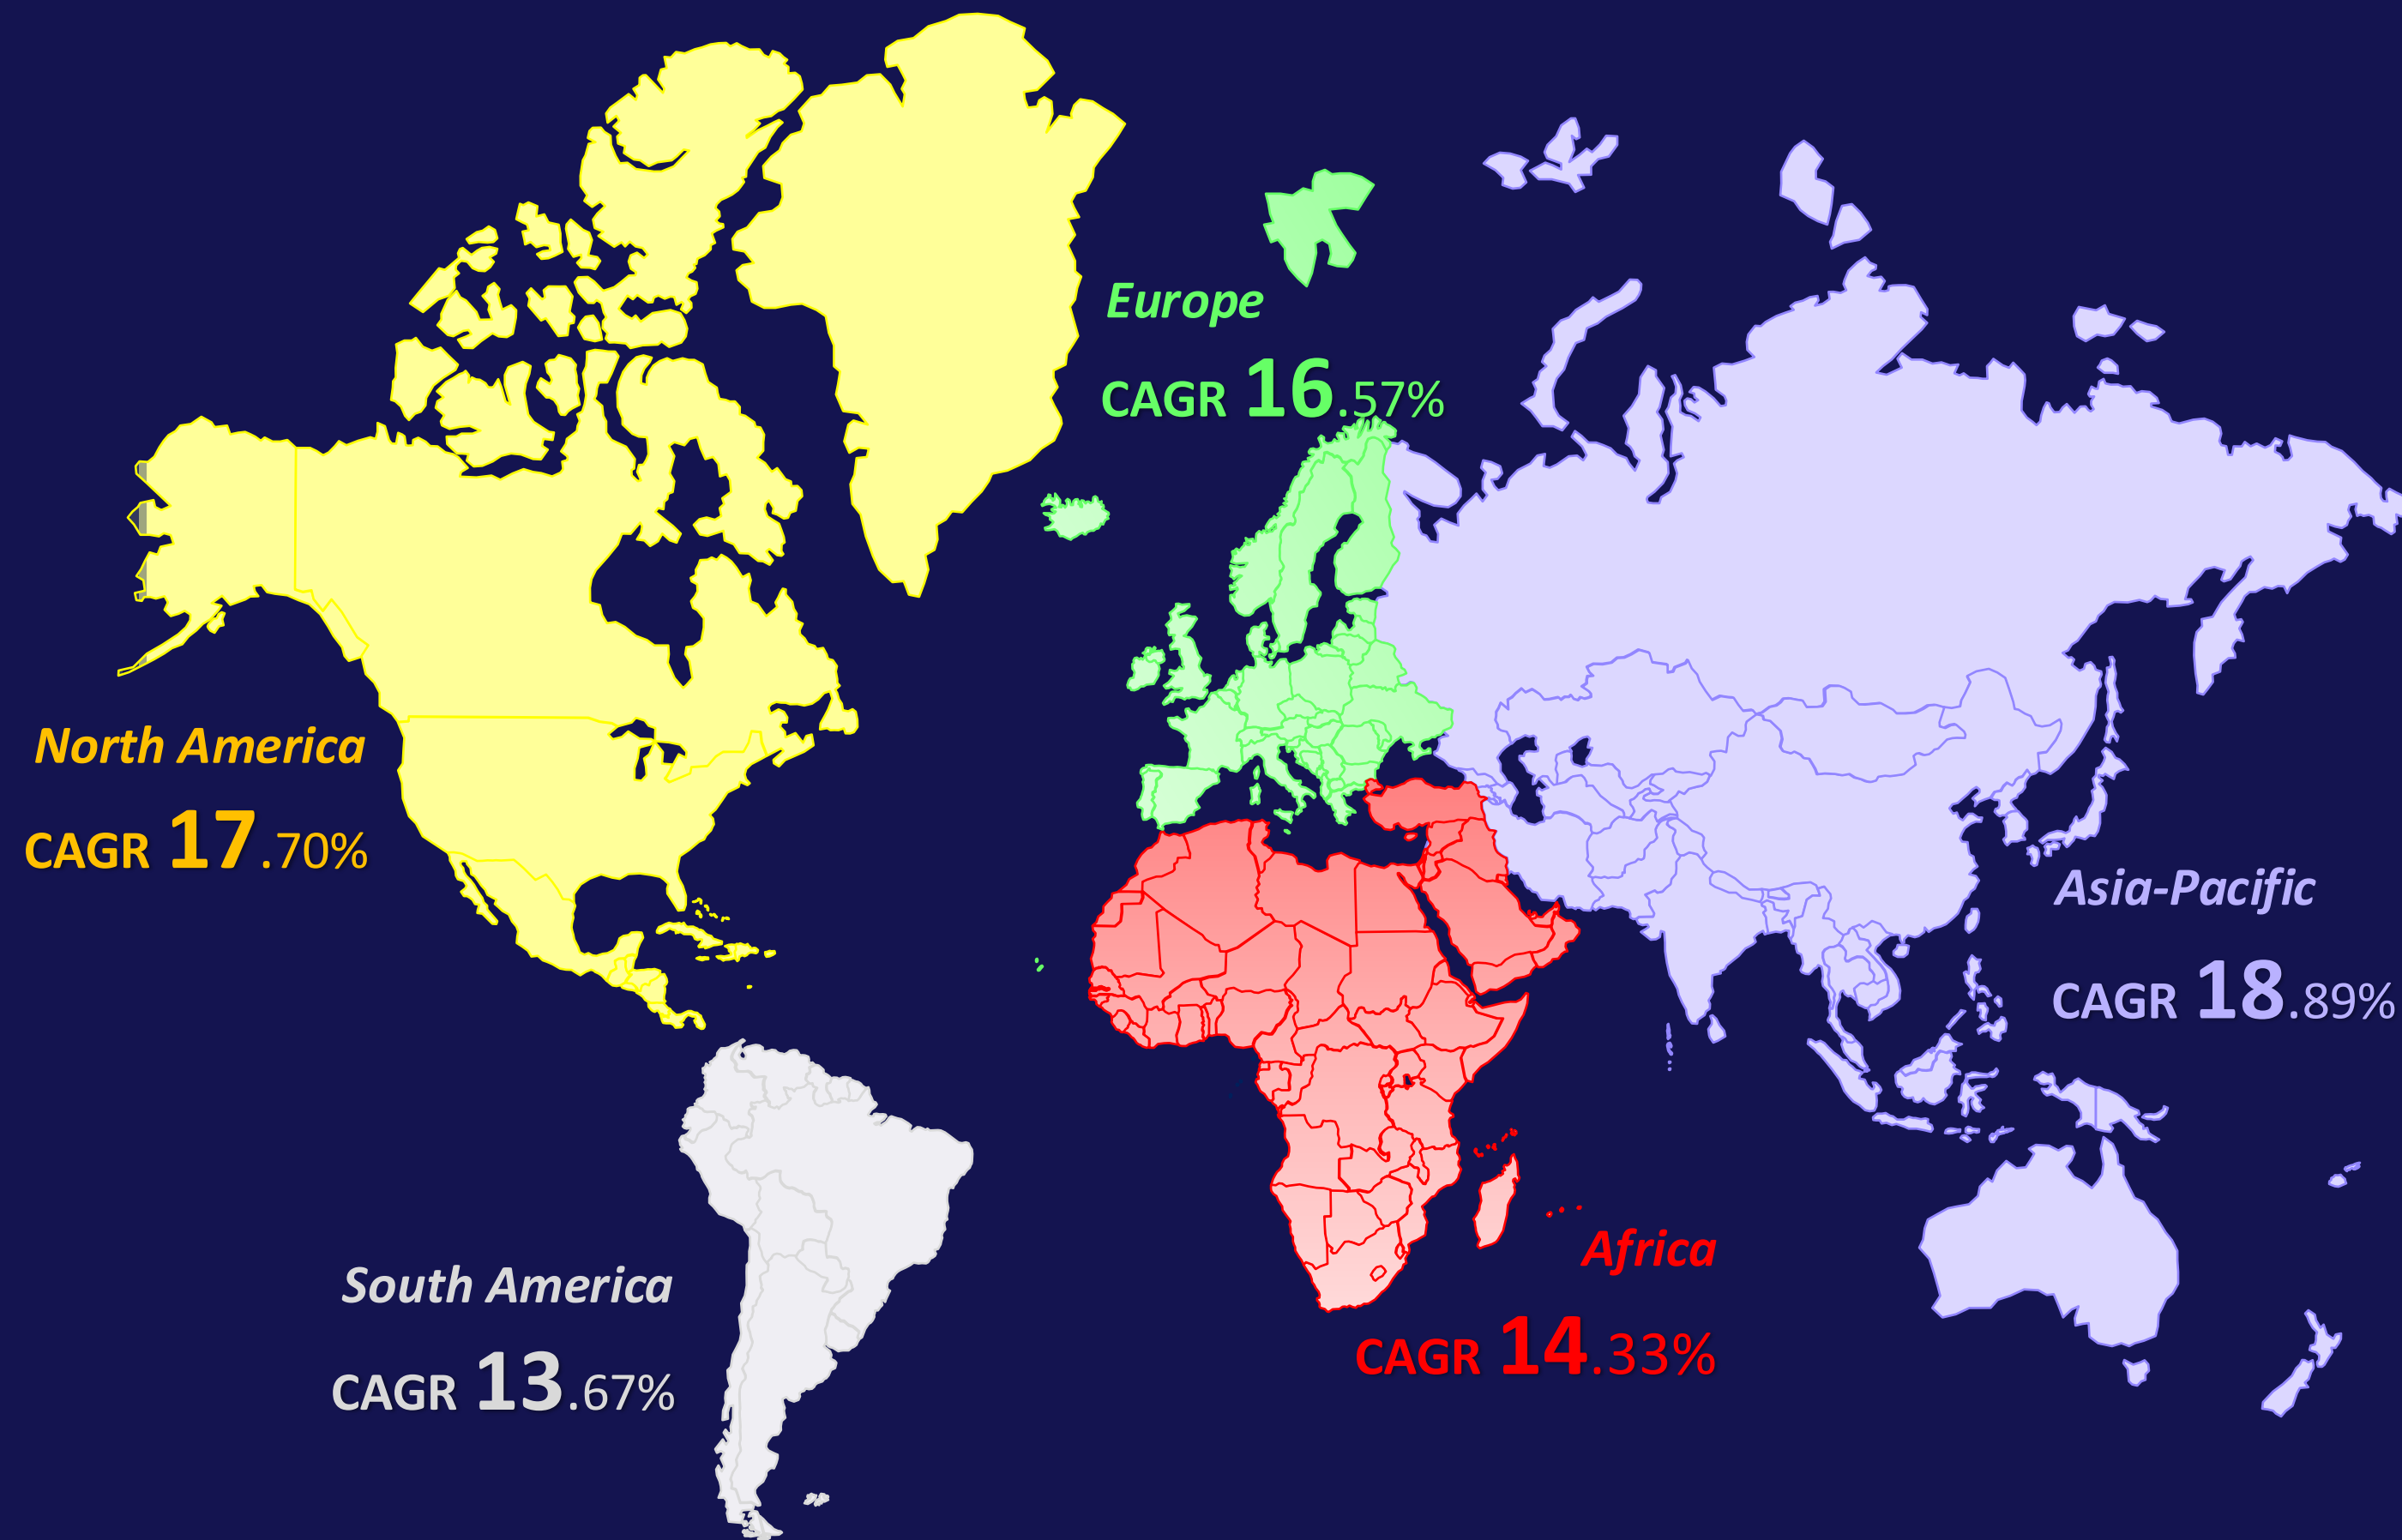 Europe
CAGR 16.57%
North America
CAGR 17.70%
Asia-Pacific
CAGR 18.89%
South America
CAGR 13.67%
Africa
CAGR 14.33%